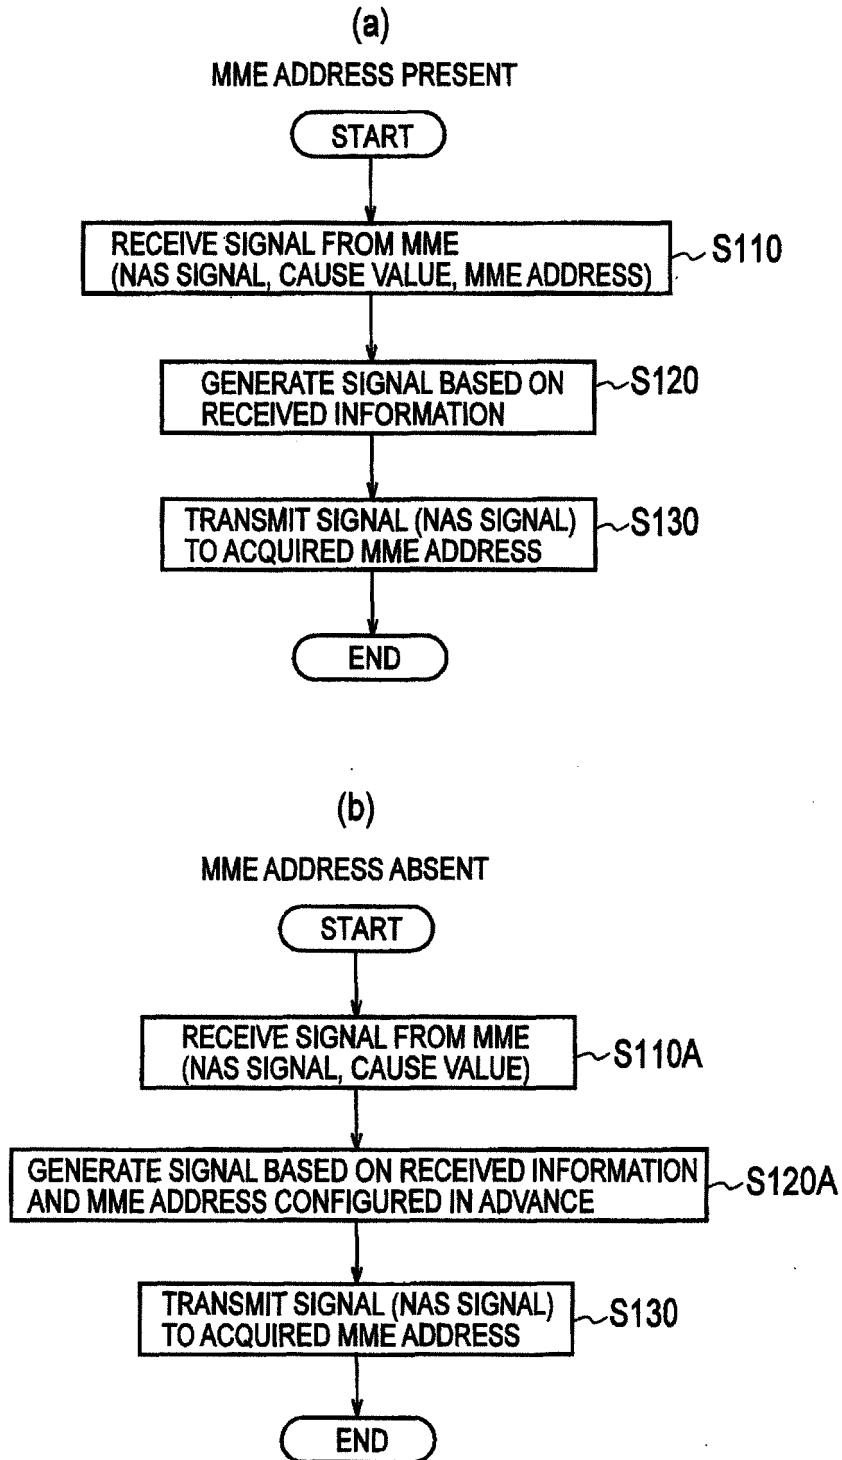 (a)
MME ADDRESS PRESENT
START
RECEIVE SIGNAL FROM MME
(NAS SIGNAL, CAUSE VALUE, MME ADDRESS)
S110
GENERATE SIGNAL BASED ON
RECEIVED INFORMATION
S120
TRANSMIT SIGNAL (NAS SIGNAL)
TO ACQUIRED MME ADDRESS
S130
END
(b)
MME ADDRESS ABSENT
START
RECEIVE SIGNAL FROM MME
(NAS SIGNAL, CAUSE VALUE)
S110A
GENERATE SIGNAL BASED ON RECEIVED INFORMATION
AND MME ADDRESS CONFIGURED IN ADVANCE
S120A
TRANSMIT SIGNAL (NAS SIGNAL)
TO ACQUIRED MME ADDRESS
S130
END